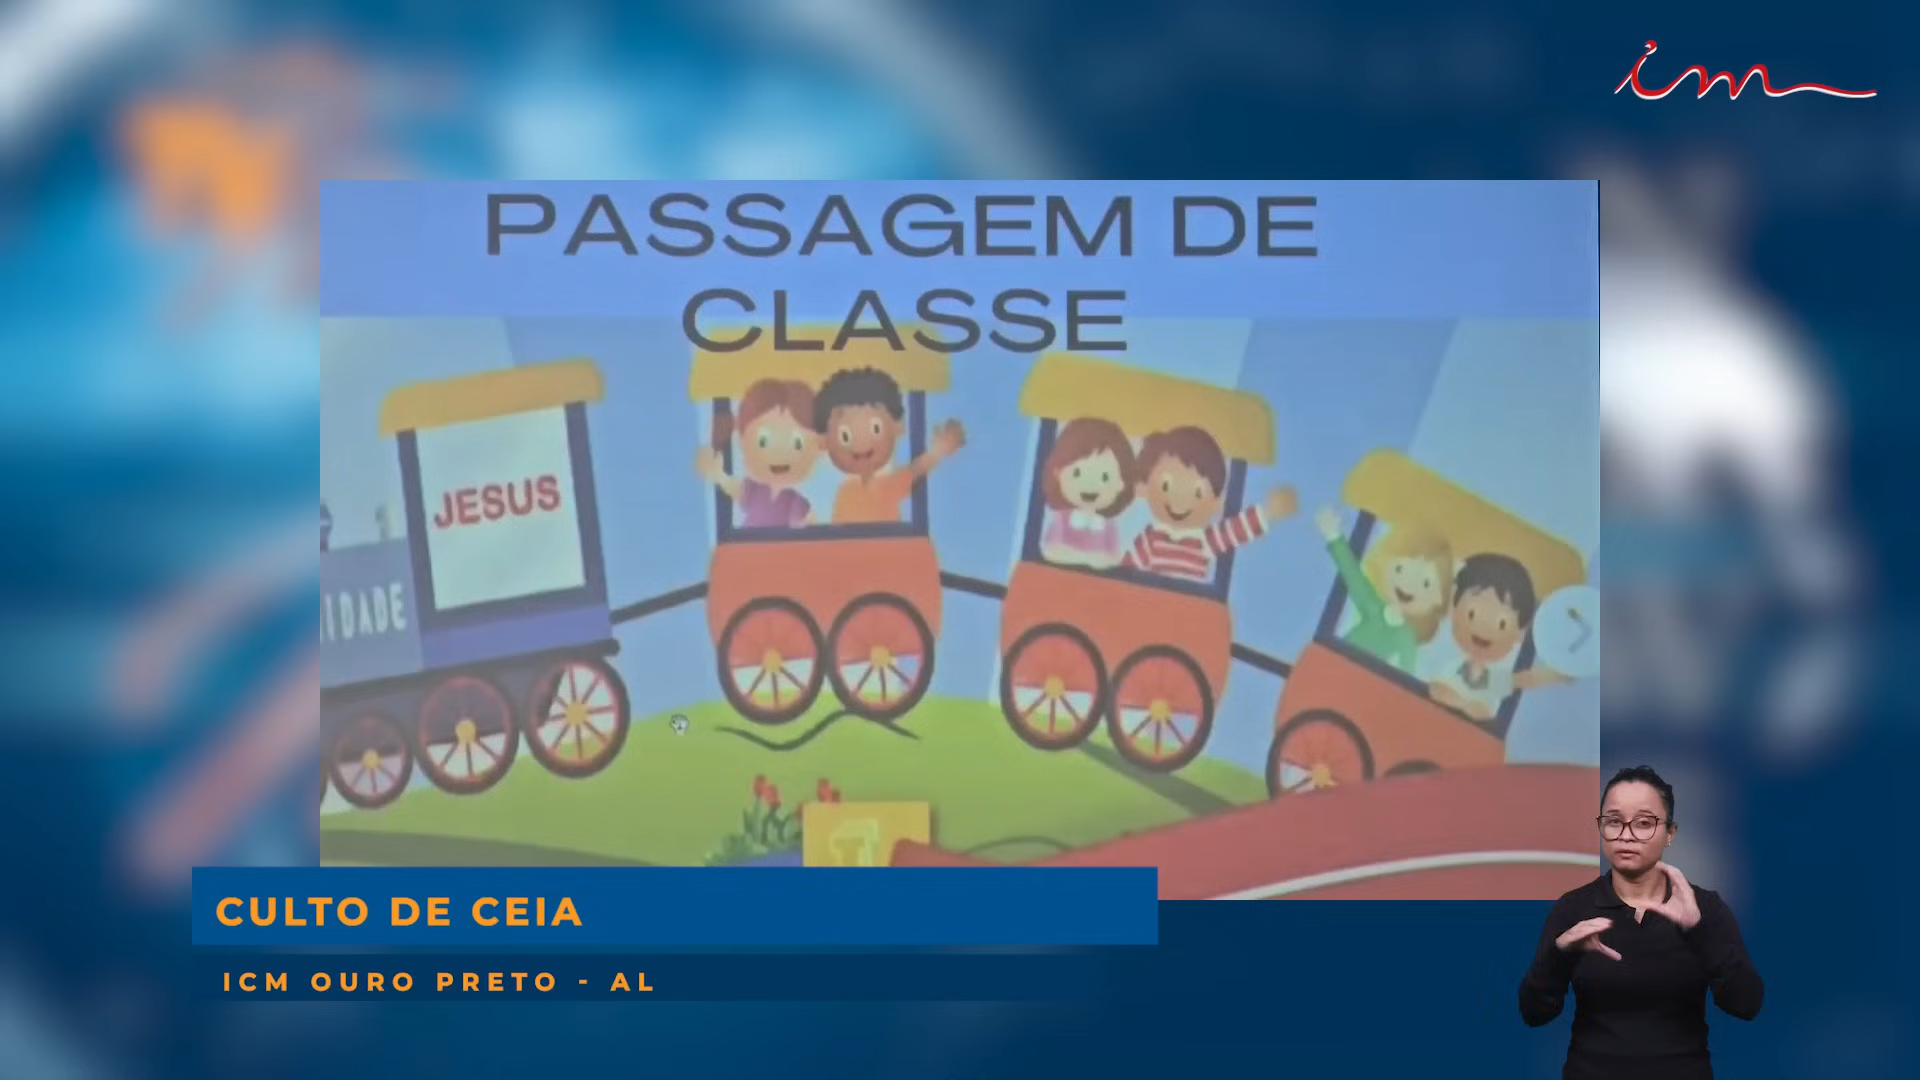 im
PASSAGEM DE
CLASSE
JESUS
IDADE
CULTO DE CEIA
ICM OURO PRETO - AL